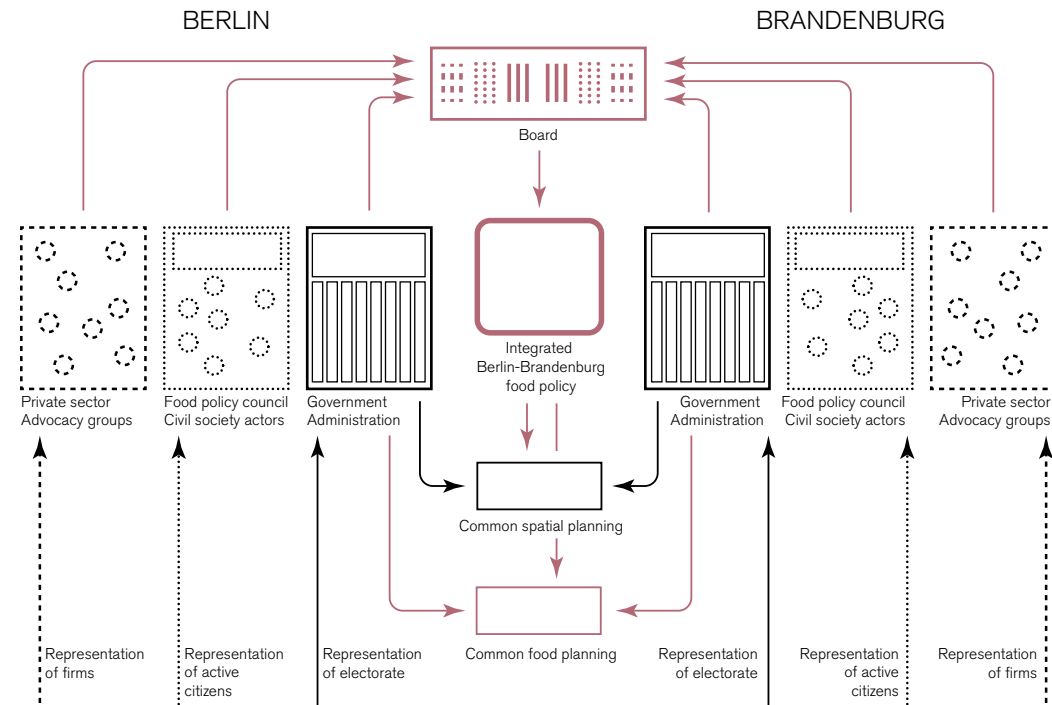 BERLIN
BRANDENBURG
Board
Integrated
Berlin-Brandenburg
food policy
Private sector
Advocacy groups
Food policy council
Civil society actors
Government
Administration
Government
Administration
Food policy council
Civil society actors
Private sector
Advocacy groups
Common spatial planning
Common food planning
Representation
of firms
Representation
of active
citizens
Representation
of electorate
Representation
of electorate
Representation
of active
citizens
Representation
of firms